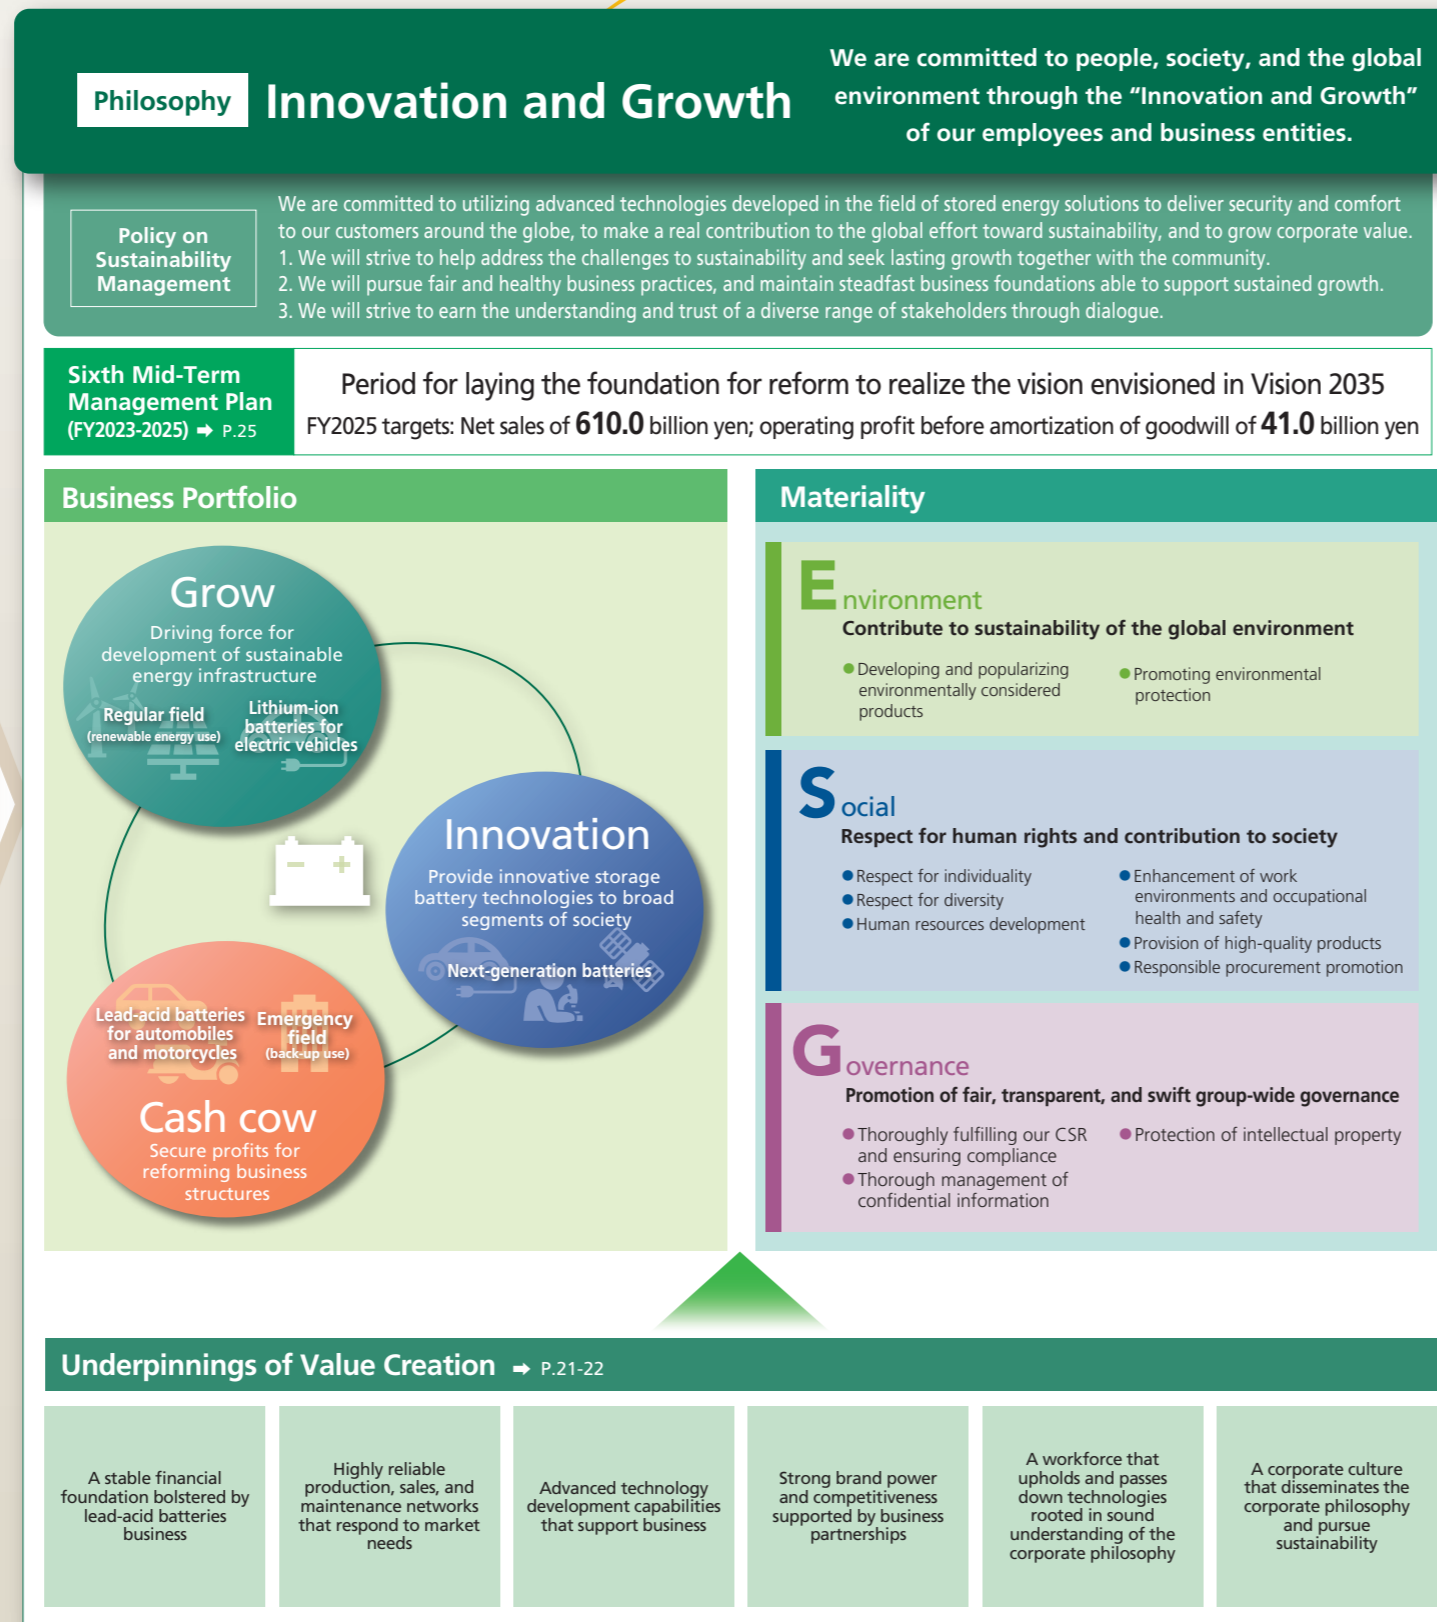 Philosophy
Innovation and Growth
We are committed to people, society, and the global
environment through the “Innovation and Growth”
of our employees and business entities.
Policy on
Sustainability
Management
We are committed to utilizing advanced technologies developed in the field of stored energy solutions to deliver security and comfort
to our customers around the globe, to make a real contribution to the global effort toward sustainability, and to grow corporate value.
1. We will strive to help address the challenges to sustainability and seek lasting growth together with the community.
2. We will pursue fair and healthy business practices, and maintain steadfast business foundations able to support sustained growth.
3. We will strive to earn the understanding and trust of a diverse range of stakeholders through dialogue.
Sixth Mid-Term
Management Plan
(FY2023-2025) ➡ P.25
Period for laying the foundation for reform to realize the vision envisioned in Vision 2035
FY2025 targets: Net sales of 610.0 billion yen; operating profit before amortization of goodwill of 41.0 billion yen
Business Portfolio
Grow
Driving force for
development of sustainable
energy infrastructure
Regular field
(renewable energy use)
Lithium-ion
batteries for
electric vehicles
Innovation
Provide innovative storage
battery technologies to broad
segments of society
Next-generation batteries
Lead-acid batteries
for automobiles
and motorcycles
Emergency
field
(back-up use)
Cash cow
Secure profits for
reforming business
structures
Materiality
Environment
Contribute to sustainability of the global environment
● Developing and popularizing
environmentally considered
products
● Promoting environmental
protection
Social
Respect for human rights and contribution to society
● Respect for individuality
● Respect for diversity
● Human resources development
● Enhancement of work
environments and occupational
health and safety
● Provision of high-quality products
● Responsible procurement promotion
Governance
Promotion of fair, transparent, and swift group-wide governance
● Thoroughly fulfilling our CSR
and ensuring compliance
● Thorough management of
confidential information
● Protection of intellectual property
Underpinnings of Value Creation ➡ P.21-22
A stable financial
foundation bolstered by
lead-acid batteries
business
Highly reliable
production, sales, and
maintenance networks
that respond to market
needs
Advanced technology
development capabilities
that support business
Strong brand power
and competitiveness
supported by business
partnerships
A workforce that
upholds and passes
down technologies
rooted in sound
understanding of the
corporate philosophy
A corporate culture
that disseminates the
corporate philosophy
and pursue
sustainability